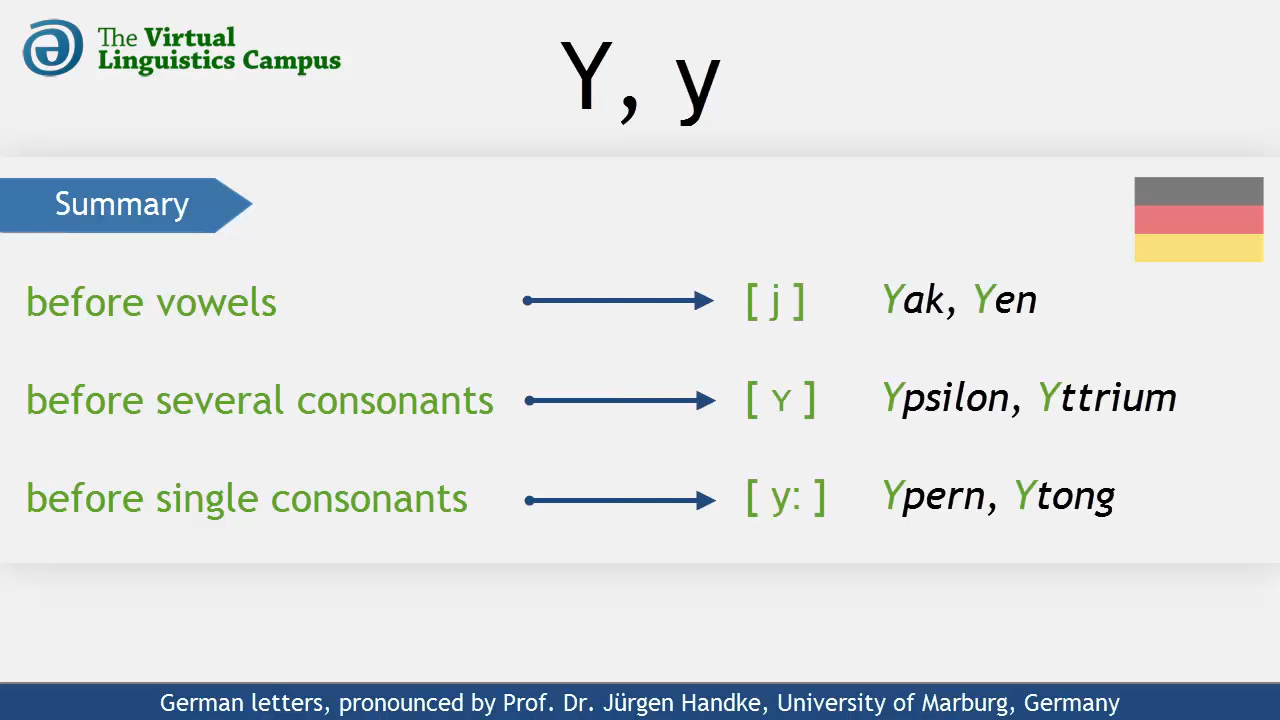 The Virtual
Linguistics Campus
Y, y
Summary
before vowels [ j ] Yak, Yen
before several consonants [ ʏ ] Ypsilon, Yttrium
before single consonants [ y: ] Ypern, Ytong
German letters, pronounced by Prof. Dr. Jürgen Handke, University of Marburg, Germany